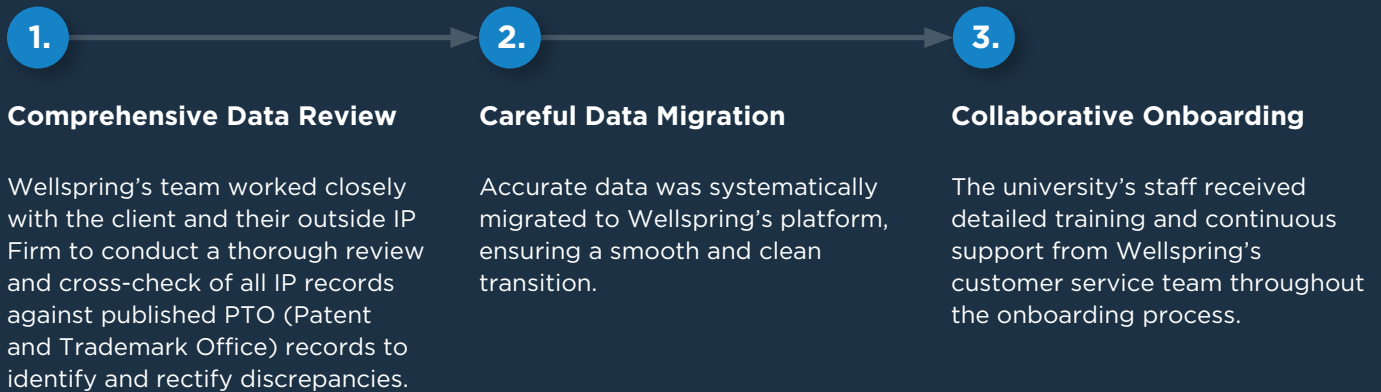 1.
2.
3.
Comprehensive Data Review
Wellspring’s team worked closely
with the client and their outside IP
Firm to conduct a thorough review
and cross-check of all IP records
against published PTO (Patent
and Trademark Office) records to
identify and rectify discrepancies.
Careful Data Migration
Accurate data was systematically
migrated to Wellspring’s platform,
ensuring a smooth and clean
transition.
Collaborative Onboarding
The university’s staff received
detailed training and continuous
support from Wellspring’s
customer service team throughout
the onboarding process.